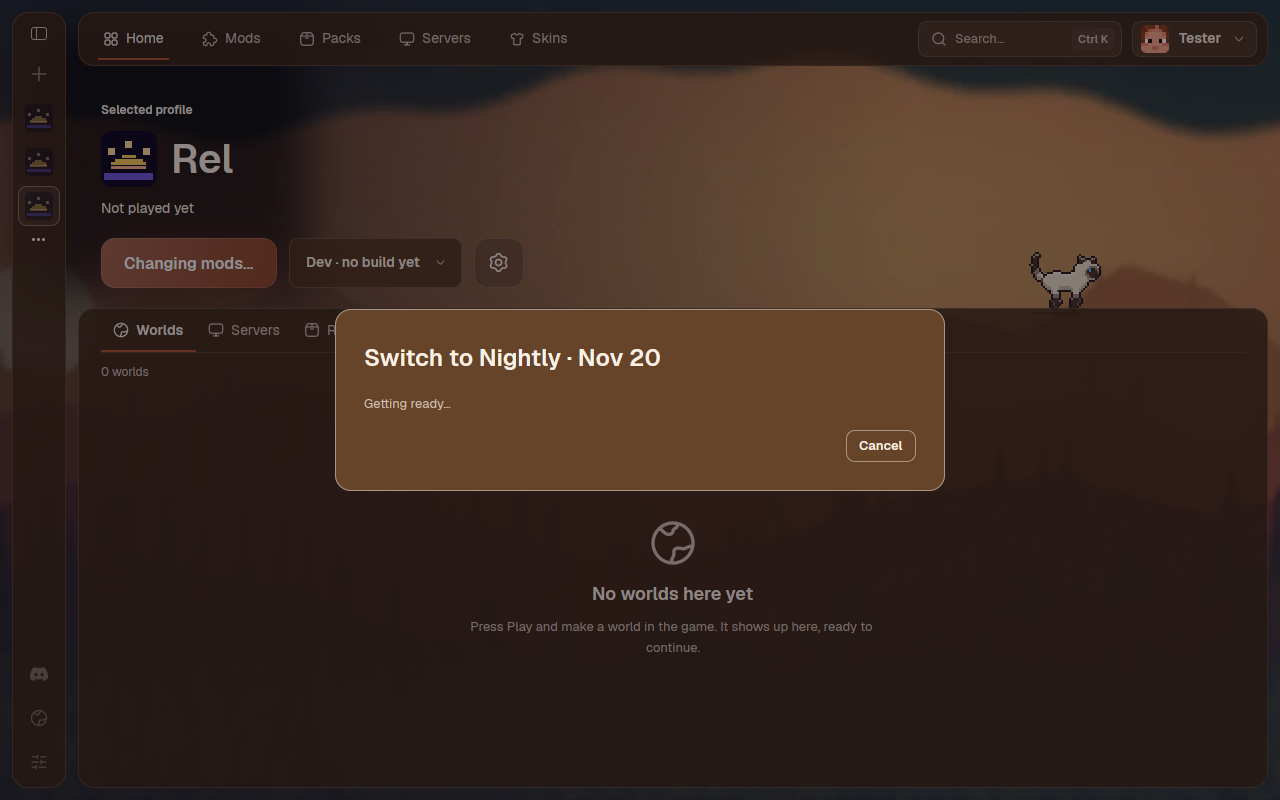 Home
Mods
Packs
Servers
Skins
Search...
Ctrl K
Tester
Selected profile
Rel
Not played yet
Changing mods...
Dev · no build yet
Worlds
Servers
R
0 worlds
Switch to Nightly · Nov 20
Getting ready...
Cancel
No worlds here yet
Press Play and make a world in the game. It shows up here, ready to
continue.